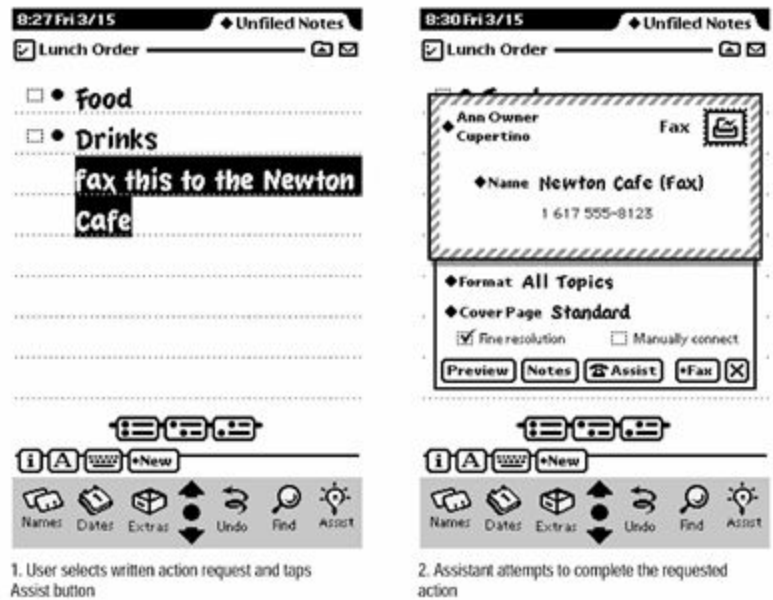 8:27 Fri 3/15
Unfiled Notes
Lunch Order
Food
Drinks
fax this to the Newton
Cafe
i A New
Names Dates Extras Undo Find Assist
1. User selects written action request and taps
Assist button
8:30 Fri 3/15
Unfiled Notes
Lunch Order
Ann Owner
Cupertino
Fax
Name Newton Cafe (Fax)
1 617 555-8123
Format All Topics
Cover Page Standard
Fine resolution Manually connect
Preview Notes Assist Fax
i A New
Names Dates Extras Undo Find Assist
2. Assistant attempts to complete the requested
action